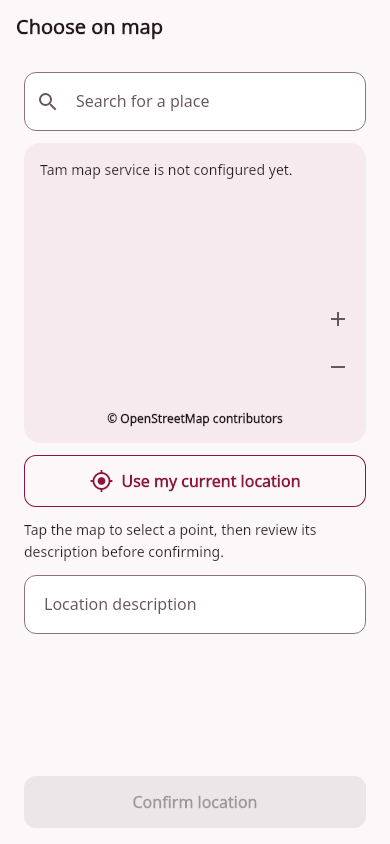 Choose on map
Search for a place
Tam map service is not configured yet.
© OpenStreetMap contributors
Use my current location
Tap the map to select a point, then review its
description before confirming.
Location description
Confirm location